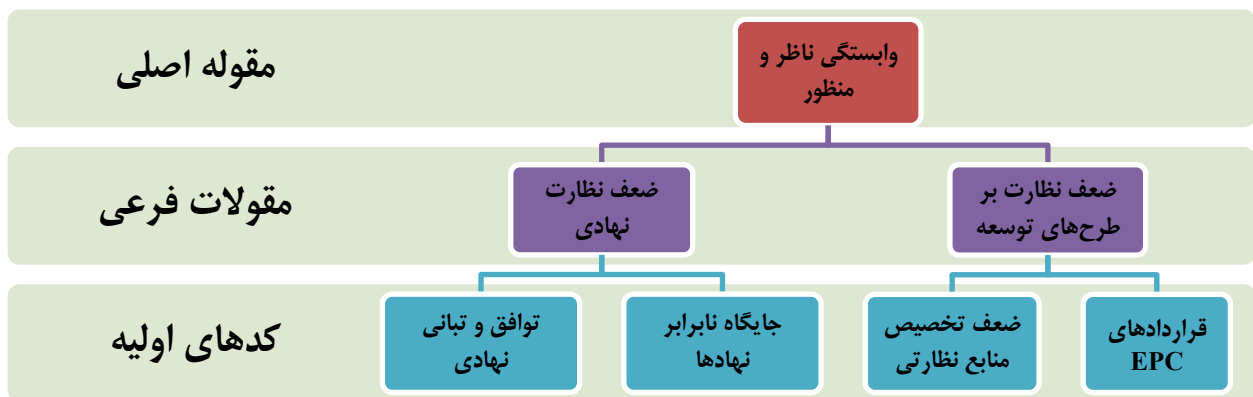 مقوله اصلی
وابستگی ناظر و
منظور
مقولات فرعی
ضعف نظارت بر
طرح‌های توسعه
ضعف نظارت
نهادی
کدهای اولیه
قراردادهای
EPC
ضعف تخصیص
منابع نظارتی
جایگاه نابرابر
نهادها
توافق و تبانی
نهادی